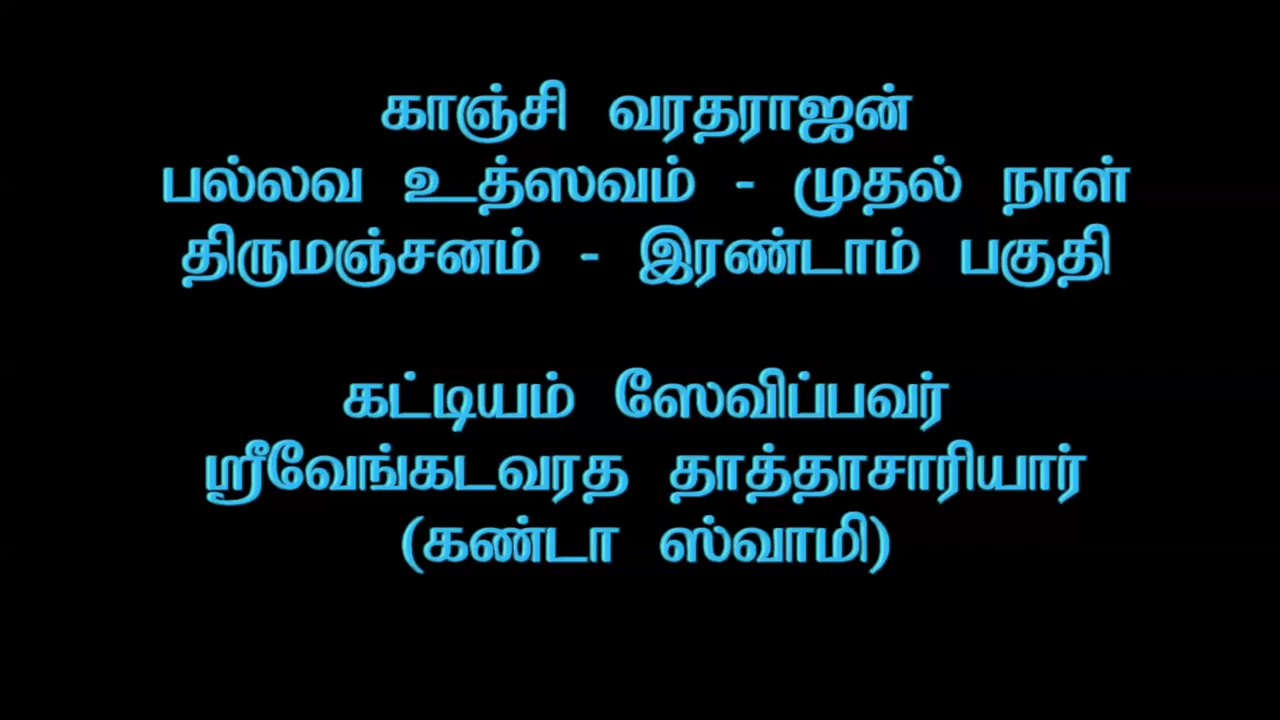 காஞ்சி வரதராஜன்
பல்லவ உத்ஸவம் - முதல் நாள்
திருமஞ்சனம் - இரண்டாம் பகுதி
கட்டியம் ஸேவிப்பவர்
ஸ்ரீவேங்கடவரத தாத்தாசாரியார்
(கண்டா ஸ்வாமி)